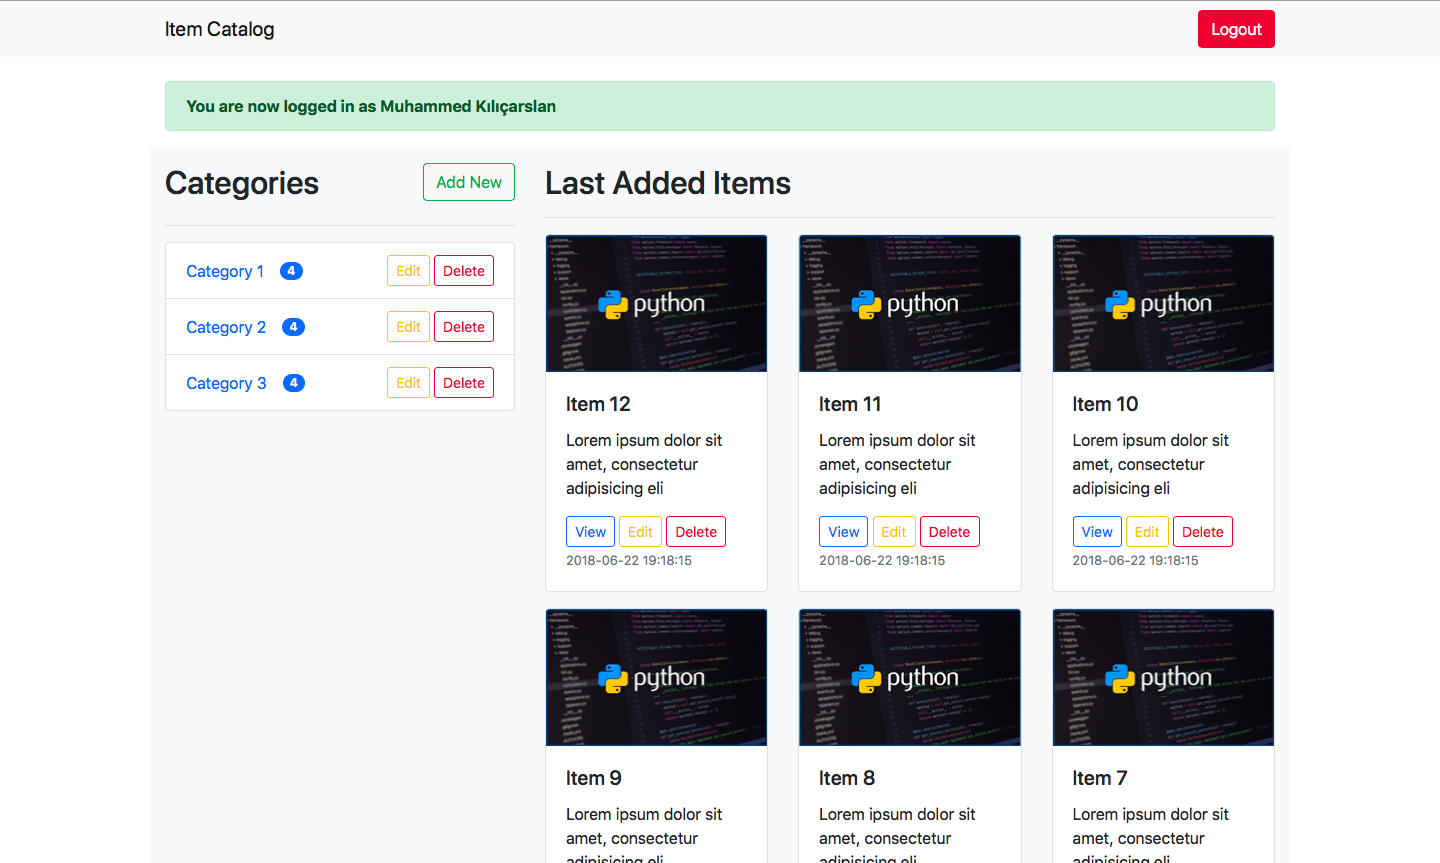 Item Catalog
Logout
You are now logged in as Muhammed Kılıçarslan
Categories
Add New
Category 1 4 Edit Delete
Category 2 4 Edit Delete
Category 3 4 Edit Delete
Last Added Items
python
Item 12
Lorem ipsum dolor sit
amet, consectetur
adipisicing eli
View Edit Delete
2018-06-22 19:18:15
python
Item 11
Lorem ipsum dolor sit
amet, consectetur
adipisicing eli
View Edit Delete
2018-06-22 19:18:15
python
Item 10
Lorem ipsum dolor sit
amet, consectetur
adipisicing eli
View Edit Delete
2018-06-22 19:18:15
python
Item 9
Lorem ipsum dolor sit
amet, consectetur
adipisicing eli
python
Item 8
Lorem ipsum dolor sit
amet, consectetur
adipisicing eli
python
Item 7
Lorem ipsum dolor sit
amet, consectetur
adipisicing eli